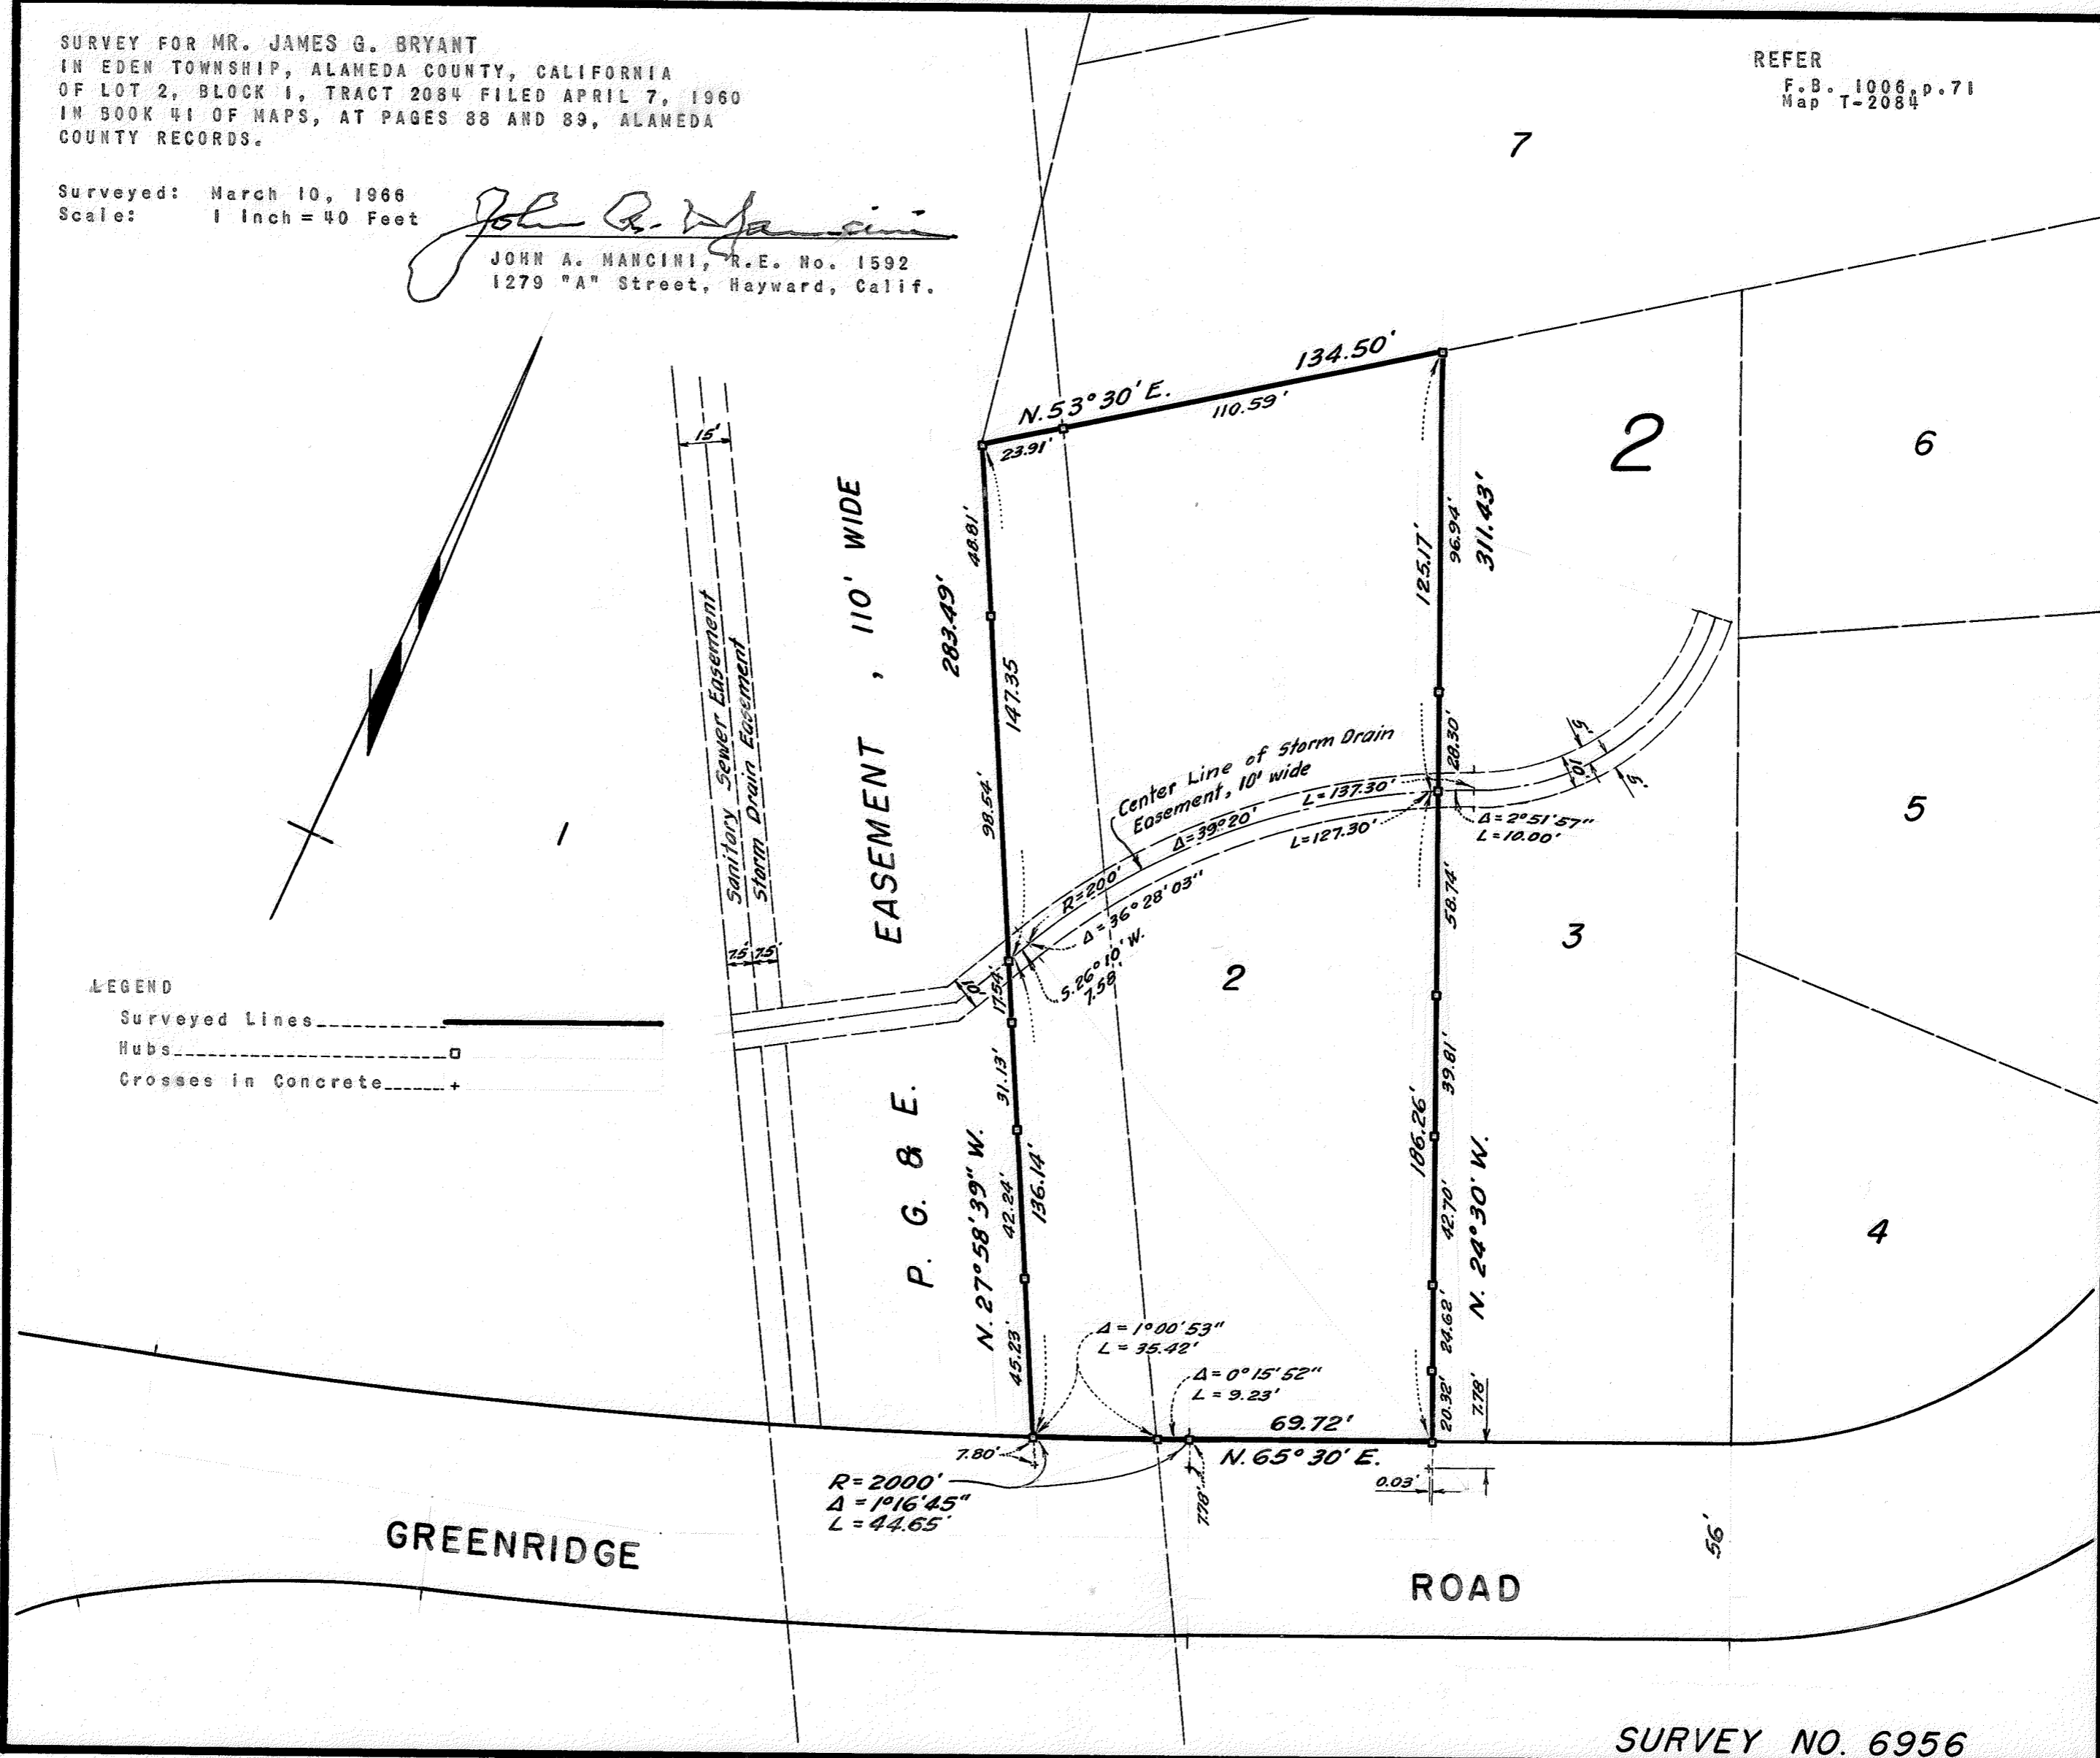 SURVEY FOR MR. JAMES G. BRYANT
IN EDEN TOWNSHIP, ALAMEDA COUNTY, CALIFORNIA
OF LOT 2, BLOCK 1, TRACT 2084 FILED APRIL 7, 1960
IN BOOK 41 OF MAPS, AT PAGES 88 AND 89, ALAMEDA
COUNTY RECORDS.
Surveyed: March 10, 1966
Scale: 1 Inch = 40 Feet
John A. Mancini
JOHN A. MANCINI, R.E. No. 1592
1279 "A" Street, Hayward, Calif.
REFER
F.B. 1006, p.71
Map T-2084
7
134.50'
N.53°30'E.
110.59'
23.91'
2
6
15'
EASEMENT , 110' WIDE
48.81'
283.49'
147.35
98.54'
125.17'
96.94'
311.43'
Sanitary Sewer Easement
Storm Drain Easement
1
Center Line of Storm Drain
Easement, 10' wide
L=137.30'
Δ=39°20'
L=127.30'
R=200'
Δ=36°28'03"
S.26°10'W.
7.58'
28.30'
Δ=2°51'57"
L=10.00'
5'
10'
5'
5
58.74'
3
2
7.5' 7.5'
10'
17.54'
LEGEND
Surveyed Lines
Hubs
Crosses in Concrete +
31.13'
P. G. & E.
N.27°58'39"W.
42.24'
136.14'
45.23'
39.81'
186.26'
42.70'
N. 24°30'W.
24.62'
20.32'
7.78'
4
Δ=1°00'53"
L=35.42'
Δ=0°15'52"
L=9.23'
69.72'
N.65°30'E.
7.80'
R=2000'
Δ=1°16'45"
L=44.65'
7.78'
0.03'
56'
GREENRIDGE
ROAD
SURVEY NO. 6956